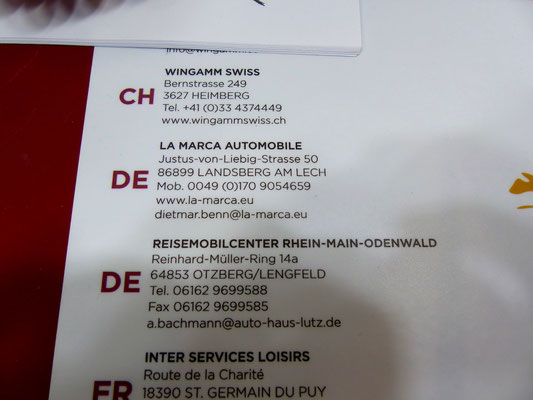 WINGAMM SWISS
Bernstrasse 249
CH
3627 HEIMBERG
Tel. +41 (0)33 4374449
www.wingammswiss.ch
LA MARCA AUTOMOBILE
Justus-von-Liebig-Strasse 50
DE
86899 LANDSBERG AM LECH
Mob. 0049 (0)170 9054659
www.la-marca.eu
dietmar.benn@la-marca.eu
REISEMOBILCENTER RHEIN-MAIN-ODENWALD
Reinhard-Müller-Ring 14a
64853 OTZBERG/LENGFELD
DE
Tel. 06162 9699588
Fax 06162 9699585
a.bachmann@auto-haus-lutz.de
INTER SERVICES LOISIRS
Route de la Charité
FR
18390 ST. GERMAIN DU PUY